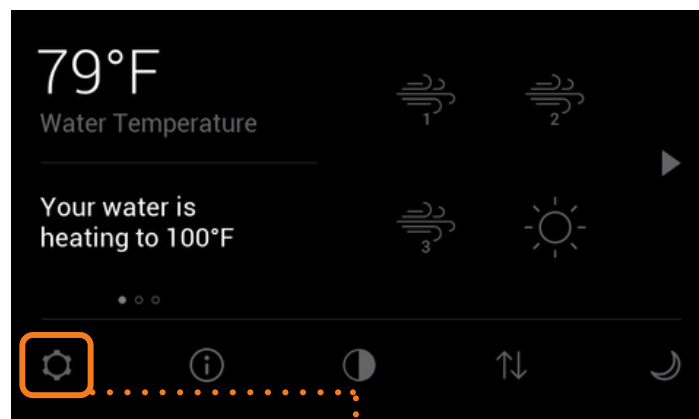 79°F
Water Temperature
Your water is
heating to 100°F
1
2
3